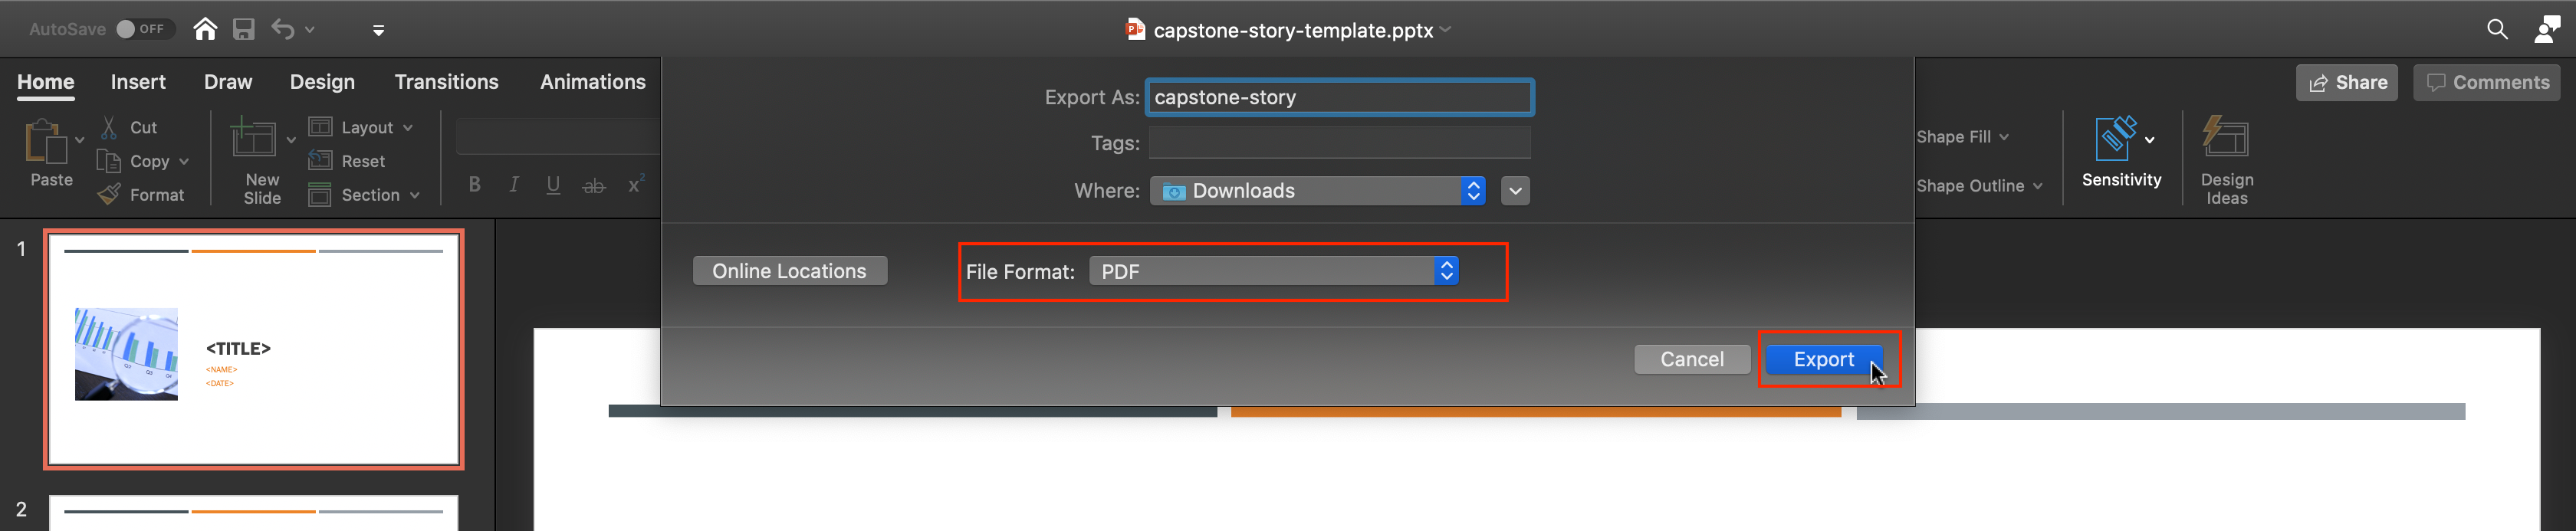 AutoSave OFF
capstone-story-template.pptx
Home Insert Draw Design Transitions Animations
Share Comments
Export As: capstone-story
Tags:
Where: Downloads
Paste
Cut
Copy
Format
New
Slide
Layout
Reset
Section
B I U ab x2
Shape Fill
Shape Outline
Sensitivity
Design
Ideas
Online Locations File Format: PDF
Cancel Export
1
<TITLE>
<NAME>
<DATE>
2